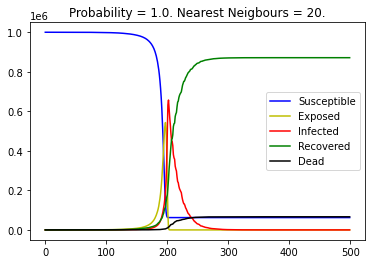 Probability = 1.0. Nearest Neigbours = 20.
1e6
1.0
0.8
0.6
0.4
0.2
0.0
Susceptible
Exposed
Infected
Recovered
Dead
0 100 200 300 400 500